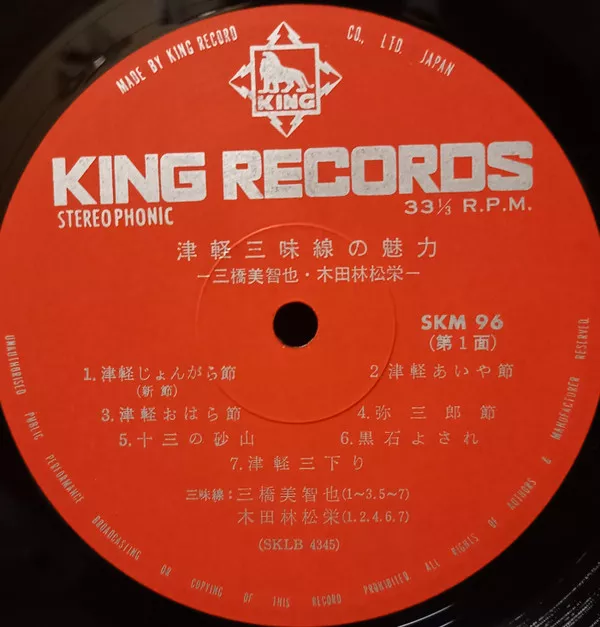 MADE BY KING RECORD CO., LTD. JAPAN
KING
KING RECORDS
STEREOPHONIC
33⅓ R.P.M.
津軽三味線の魅力
ー三橋美智也・木田林松栄ー
SKM 96
(第1面)
1.津軽じょんがら節
(新節)
2津軽あいや節
3.津軽おはら節
4.弥三郎節
5.十三の砂山
6.黒石よされ
7.津軽三下り
三味線:三橋美智也(1〜3.5〜7)
木田林松栄(1.2.4.6.7)
(SKLB 4345)
UNAUTHORISED PUBLIC PERFORMANCE BROADCASTING OR COPYING OF THIS RECORD PROHIBITED ALL RIGHTS OF AUTHORS & MANUFACTURER RESERVED.